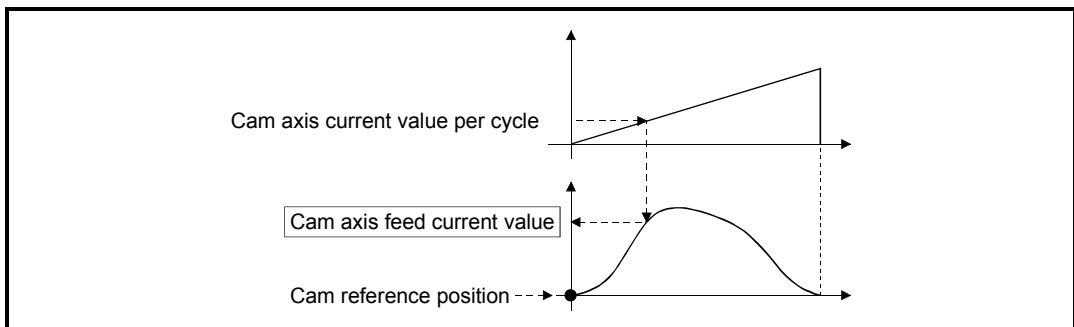 Cam axis current value per cycle
Cam axis feed current value
Cam reference position